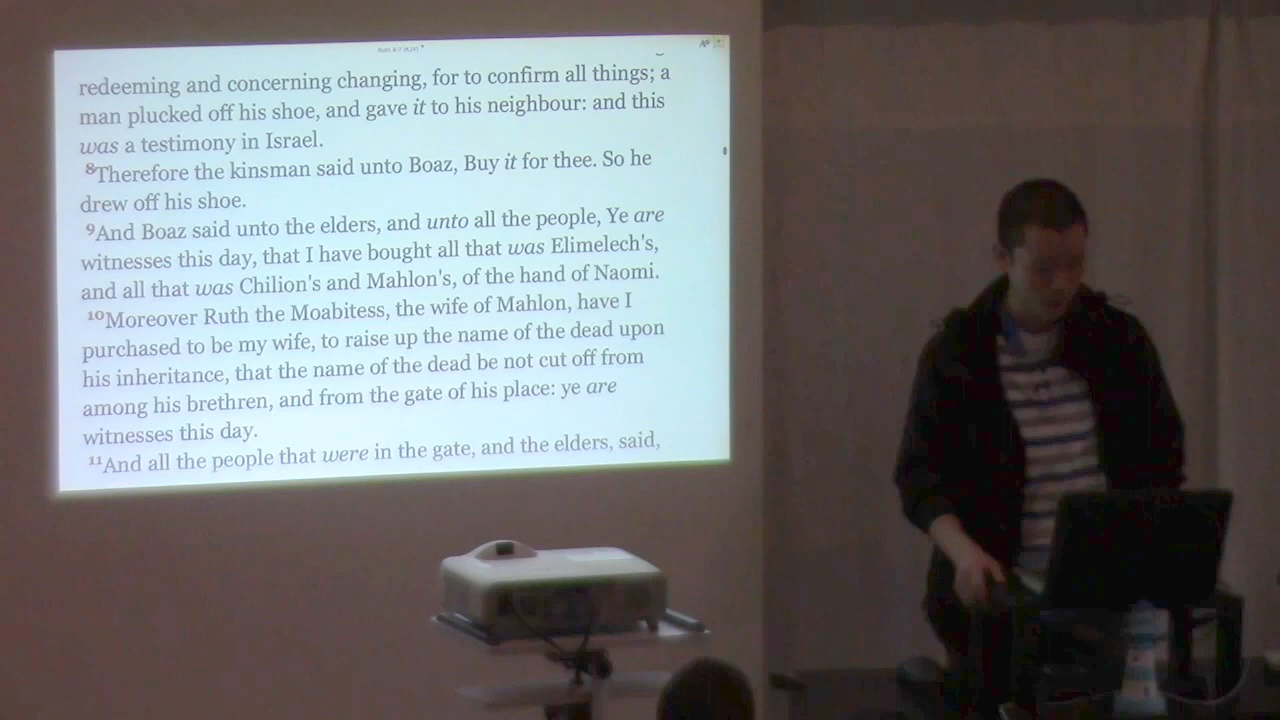 Ruth 4:7 (KJV)
redeeming and concerning changing, for to confirm all things; a
man plucked off his shoe, and gave it to his neighbour: and this
was a testimony in Israel.
8Therefore the kinsman said unto Boaz, Buy it for thee. So he
drew off his shoe.
9And Boaz said unto the elders, and unto all the people, Ye are
witnesses this day, that I have bought all that was Elimelech's,
and all that was Chilion's and Mahlon's, of the hand of Naomi.
10Moreover Ruth the Moabitess, the wife of Mahlon, have I
purchased to be my wife, to raise up the name of the dead upon
his inheritance, that the name of the dead be not cut off from
among his brethren, and from the gate of his place: ye are
witnesses this day.
11And all the people that were in the gate, and the elders, said,